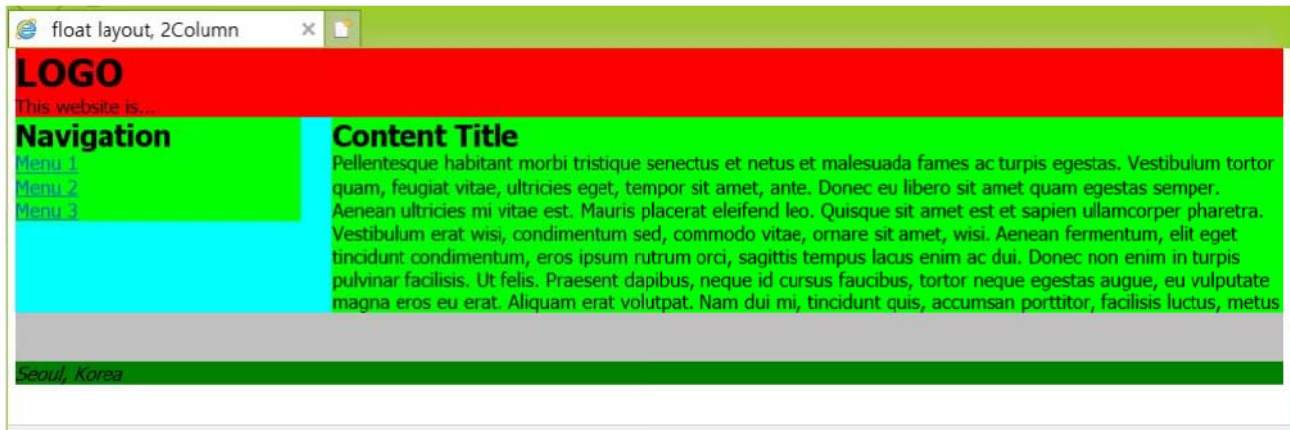 float layout, 2Column
LOGO
This website is...
Navigation
Menu 1
Menu 2
Menu 3
Content Title
Pellentesque habitant morbi tristique senectus et netus et malesuada fames ac turpis egestas. Vestibulum tortor
quam, feugiat vitae, ultricies eget, tempor sit amet, ante. Donec eu libero sit amet quam egestas semper.
Aenean ultricies mi vitae est. Mauris placerat eleifend leo. Quisque sit amet est et sapien ullamcorper pharetra.
Vestibulum erat wisi, condimentum sed, commodo vitae, ornare sit amet, wisi. Aenean fermentum, elit eget
tincidunt condimentum, eros ipsum rutrum orci, sagittis tempus lacus enim ac dui. Donec non enim in turpis
pulvinar facilisis. Ut felis. Praesent dapibus, neque id cursus faucibus, tortor neque egestas augue, eu vulputate
magna eros eu erat. Aliquam erat volutpat. Nam dui mi, tincidunt quis, accumsan porttitor, facilisis luctus, metus
Seoul, Korea